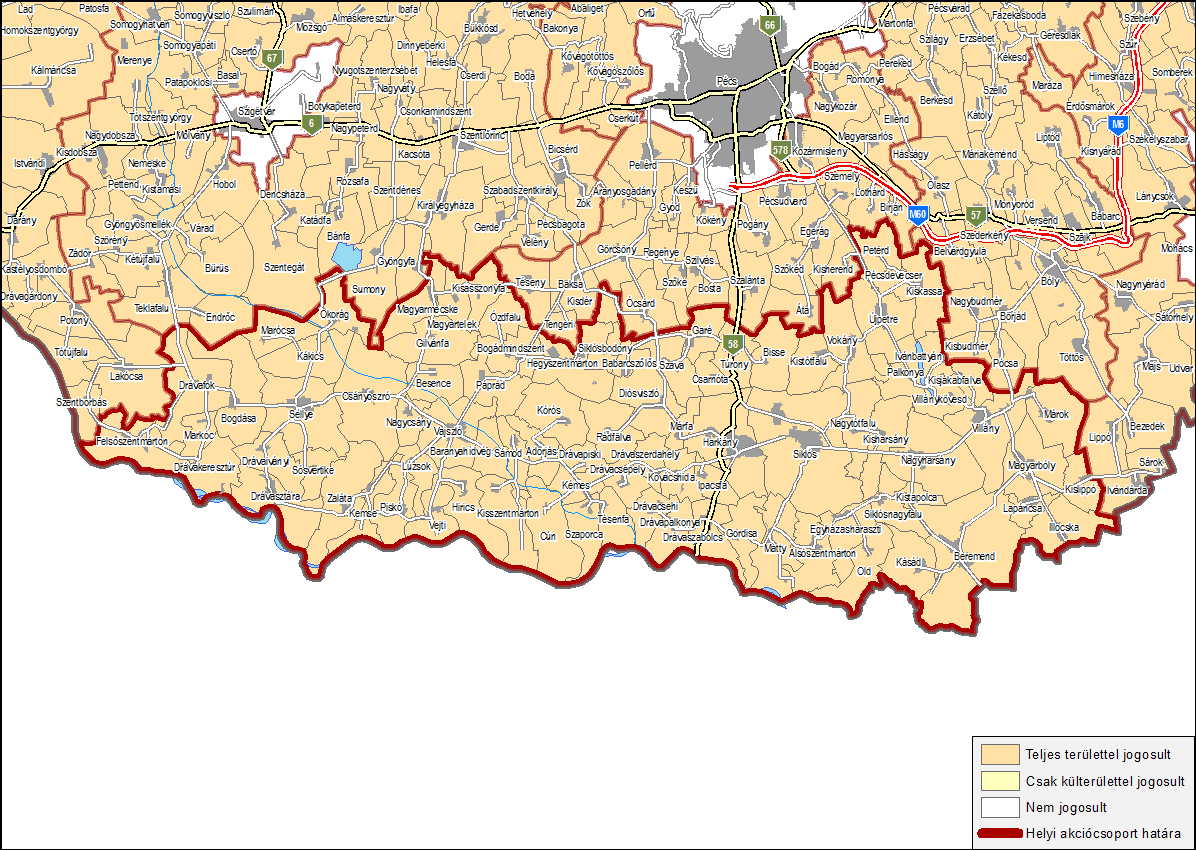 Lad
Patosfa
Somogyviszló
Szulimán
Almáskeresztúr
Ibafa
Hetvehely
Abaliget
Orfű
66
Martonfa
Pécsvárad
Fazekasboda
Szebény
Homokszentgyörgy
Somogyhatvan
Mozsgó
Bükkösd
Bakonya
Szilágy
Erzsébet
Geresdlak
Szűr
Somogyapáti
Csertő
67
Dinnyeberki
Helesfa
Kővágótöttös
Kővágószőlős
Bogád
Romonya
Pereked
Kékesd
Merenye
Kálmáncsa
Patapoklosi
Basal
Nyugotszenterzsébet
Nagyváty
Cserdi
Boda
Pécs
Berkesd
Szellő
Maráza
Himesháza
Somberek
Tótszentgyörgy
Szigetvár
Botykapeterd
Csonkamindszent
Cserkút
Nagykozár
Ellend
Kátoly
Erdősmárok
M6
Nagydobsza
Molvány
6
Nagypeterd
Szentlőrinc
Magyarsarlós
Liptód
Székelyszabar
Kisdobsza
Kacsóta
Bicsérd
578
Kozármisleny
Hásságy
Máriakéménd
Kisnyárád
Istvándi
Nemeske
Pellérd
Szemely
Pettend
Kistamási
Hobol
Dencsháza
Rózsafa
Szentdénes
Szabadszentkirály
Aranyosgadány
Keszü
Lothárd
Olasz
Lánycsók
Királyegyháza
Zók
Gyód
Pécsudvard
Birján
M60
57
Monyoród
Babarc
Darány
Gyöngyösmellék
Várad
Katádfa
Gerde
Pécsbagota
Kökény
Pogány
Versend
Szörény
Bánfa
Velény
Egerág
Szederkény
Szajk
Zádor
Kétújfalu
Görcsöny
Regenye
Peterd
Belvárdgyula
Mohács
Kastélyosdombó
Bürüs
Szentegát
Gyöngyfa
Szilvás
Szőkéd
Kisherend
Pécsdevecser
Bóly
Drávagárdony
Sumony
Kisasszonyfa
Téseny
Baksa
Szőke
Bosta
Szalánta
Kiskassa
Nagynyárád
Potony
Teklafalu
Endrőc
Okorág
Magyarmecske
Ózdfalu
Kisdér
Ócsárd
Áta
Újpetre
Nagybudmér
Borjád
Sátorhely
Marócsa
Magyartelek
Tengeri
Garé
Tótújfalu
Kákics
Gilvánfa
Bogádmindszent
Siklósbodony
58
Bisse
Vokány
Ivánbattyán
Kisbudmér
Töttös
Hegyszentmárton
Babarcszőlős
Szava
Túrony
Kistótfalu
Palkonya
Pócsa
Majs
Udvar
Lakócsa
Drávafok
Besence
Páprád
Csarnóta
Kisjakabfalva
Szentborbás
Sellye
Csányoszró
Diósviszló
Villánykövesd
Bogdása
Nagycsány
Kórós
Márfa
Nagytótfalu
Villány
Márok
Bezedek
Felsőszentmárton
Markóc
Vajszló
Rádfalva
Harkány
Kisharsány
Lippó
Drávaiványi
Baranyahídvég
Sámod
Adorjás
Drávapiski
Drávaszerdahely
Siklós
Nagyharsány
Magyarbóly
Sárok
Drávakeresztúr
Sósvertike
Lúzsok
Drávacsepely
Kovácshida
Ipacsfa
Kislippó
Ivándárda
Drávasztára
Zaláta
Kémes
Kistapolca
Kemse
Piskó
Hirics
Kisszentmárton
Drávacsehi
Siklósnagyfalu
Lapáncsa
Vejti
Tésenfa
Drávapalkonya
Illocska
Cún
Szaporca
Drávaszabolcs
Gordisa
Egyházasharaszti
Matty
Alsószentmárton
Old
Kásád
Beremend
Teljes területtel jogosult
Csak külterülettel jogosult
Nem jogosult
Helyi akciócsoport határa